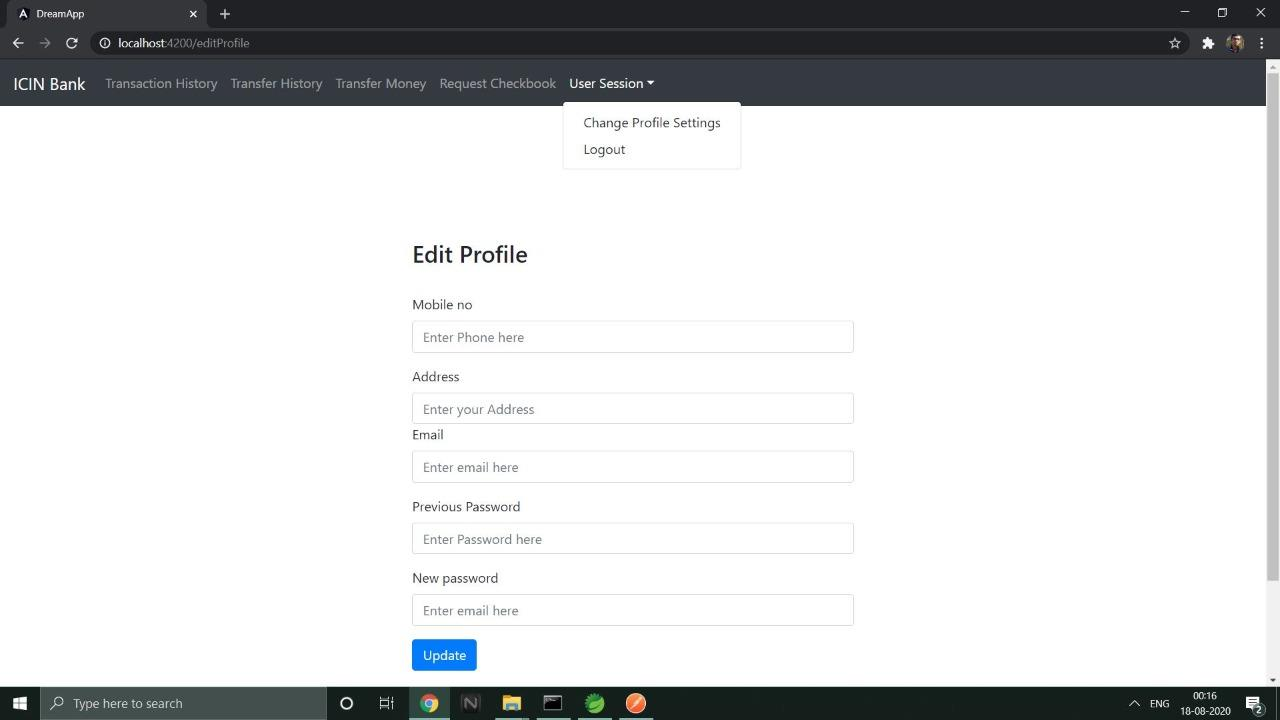 DreamApp
localhost:4200/editProfile
ICIN Bank Transaction History Transfer History Transfer Money Request Checkbook User Session
Change Profile Settings
Logout
Edit Profile
Mobile no
Enter Phone here
Address
Enter your Address
Email
Enter email here
Previous Password
Enter Password here
New password
Enter email here
Update
Type here to search
ENG
00:16
18-08-2020
2